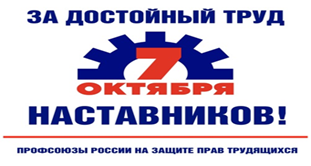 ЗА ДОСТОЙНЫЙ ТРУД
7
ОКТЯБРЯ
НАСТАВНИКОВ!
ПРОФСОЮЗЫ РОССИИ НА ЗАЩИТЕ ПРАВ ТРУДЯЩИХСЯ